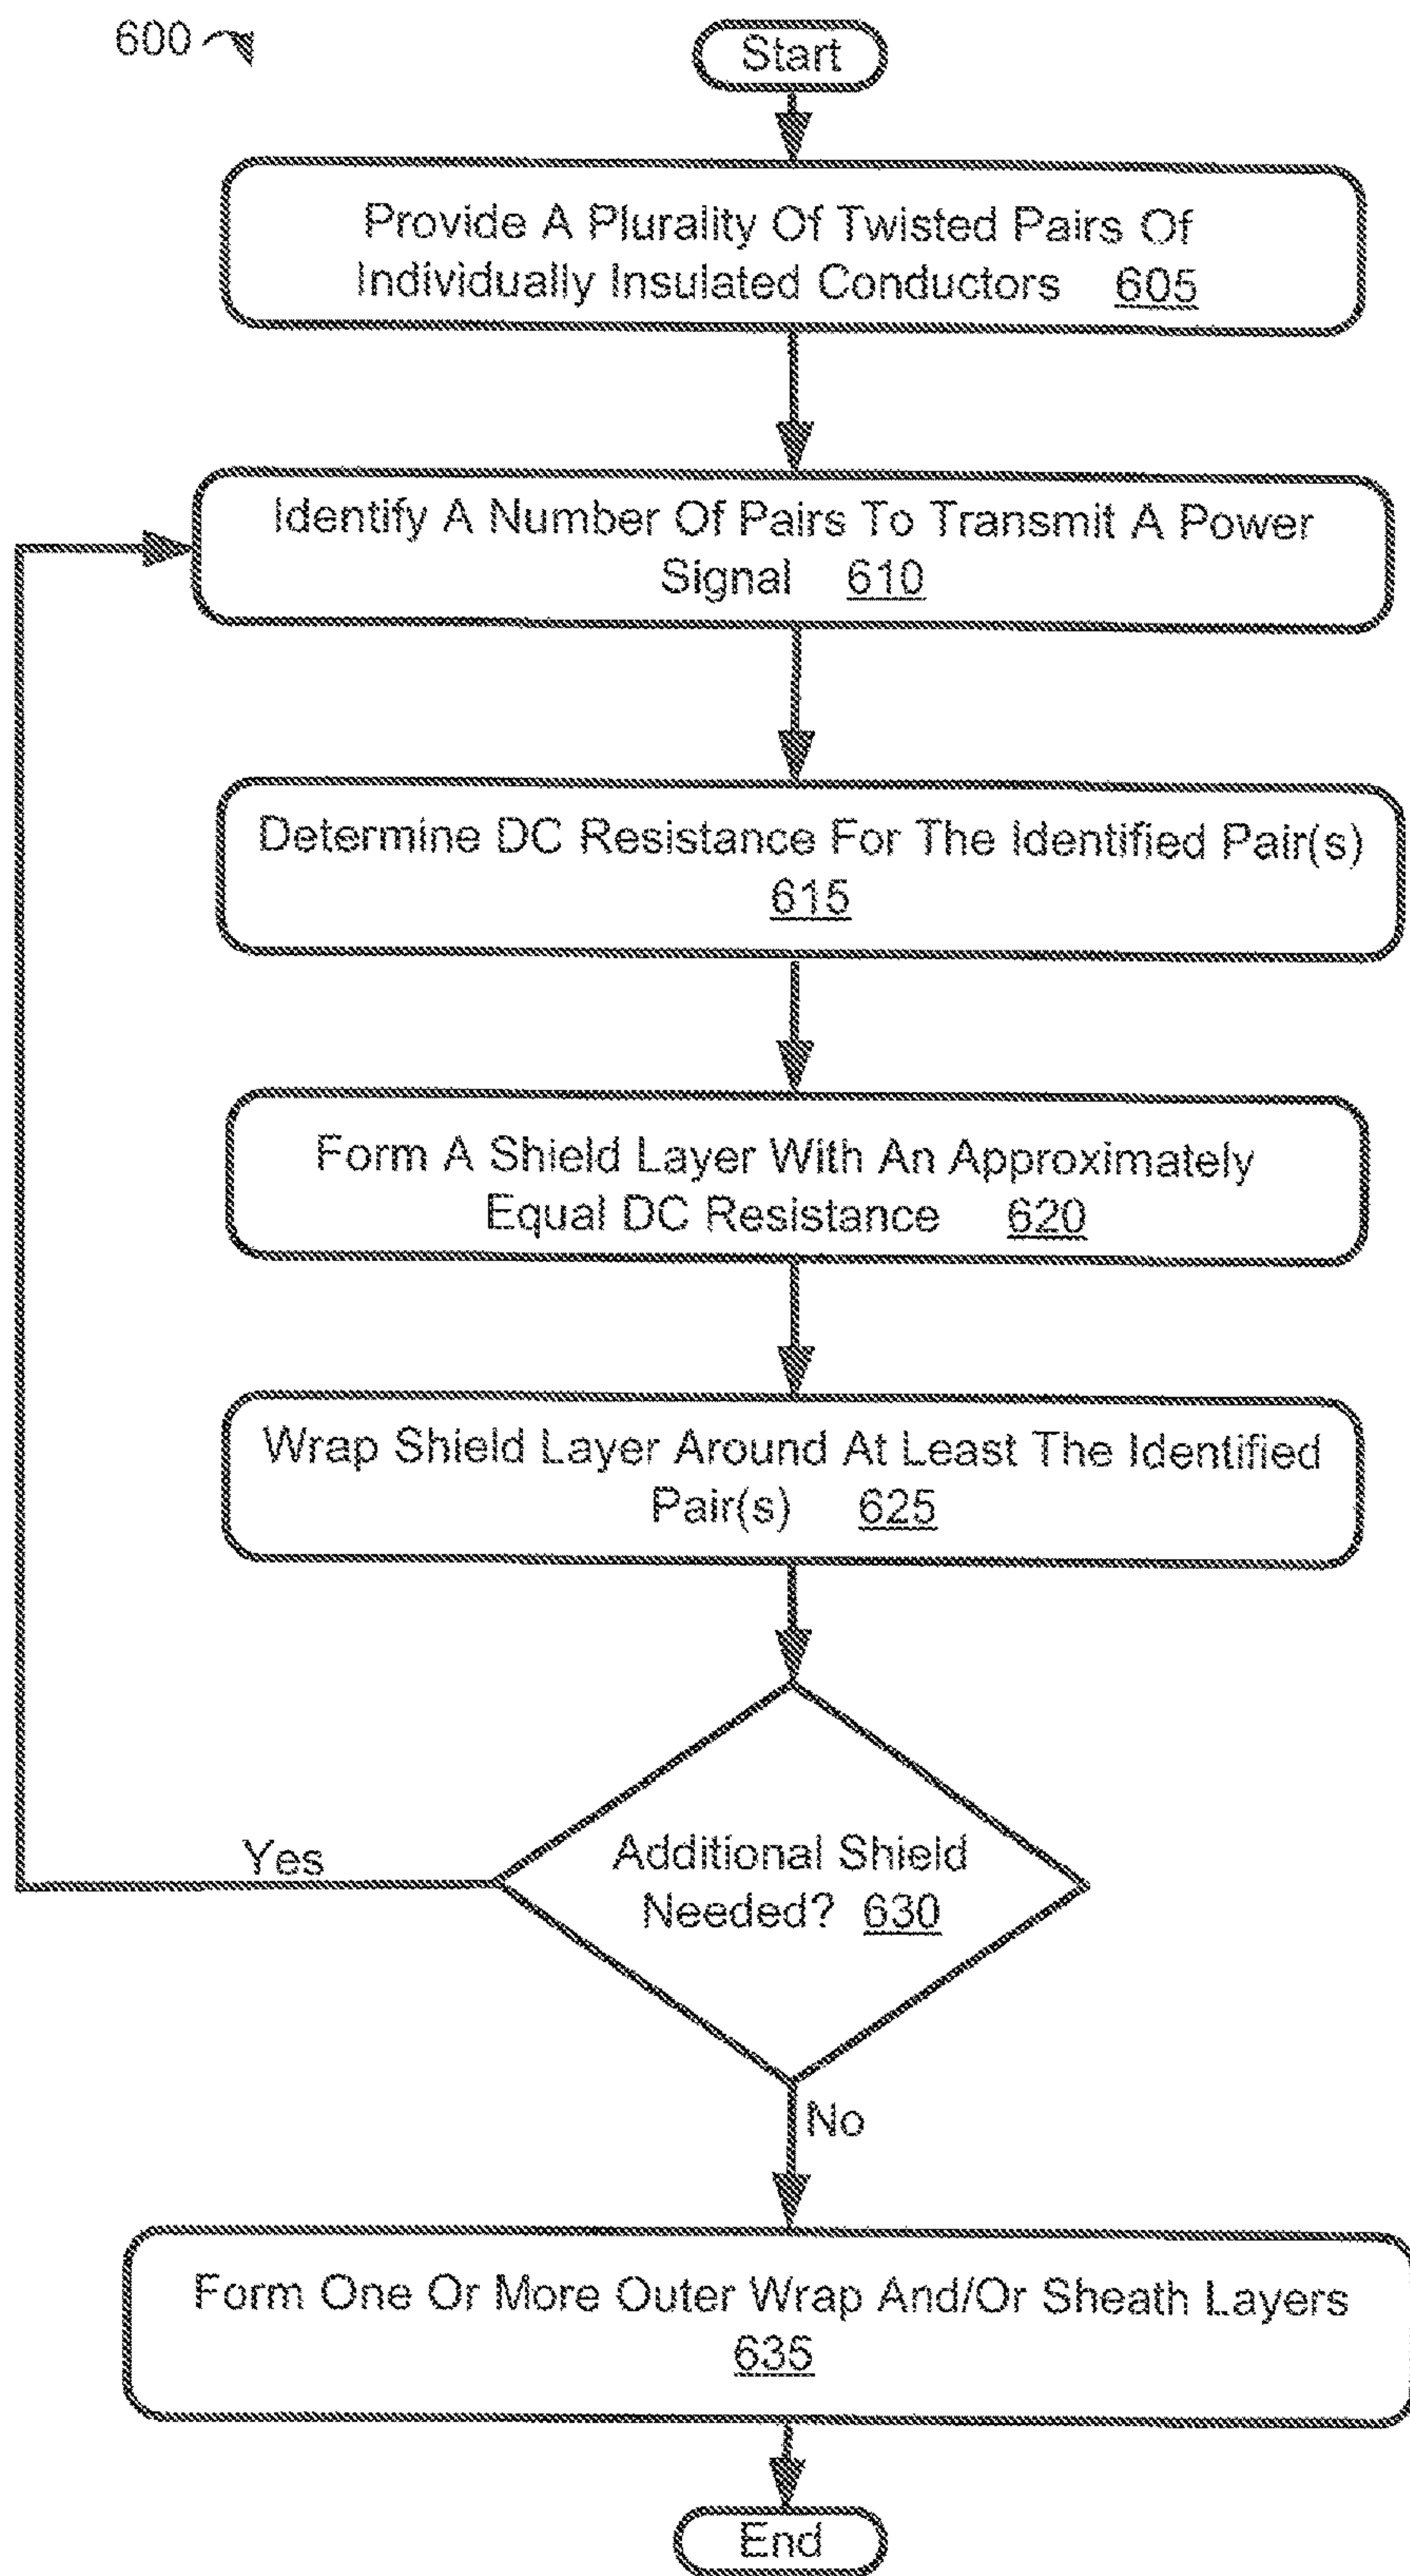 600
Start
Provide A Plurality Of Twisted Pairs Of
Individually Insulated Conductors 605
Identify A Number Of Pairs To Transmit A Power
Signal 610
Determine DC Resistance For The Identified Pair(s)
615
Form A Shield Layer With An Approximately
Equal DC Resistance 620
Wrap Shield Layer Around At Least The Identified
Pair(s) 625
Additional Shield
Needed? 630
Yes
No
Form One Or More Outer Wrap And/Or Sheath Layers
635
End